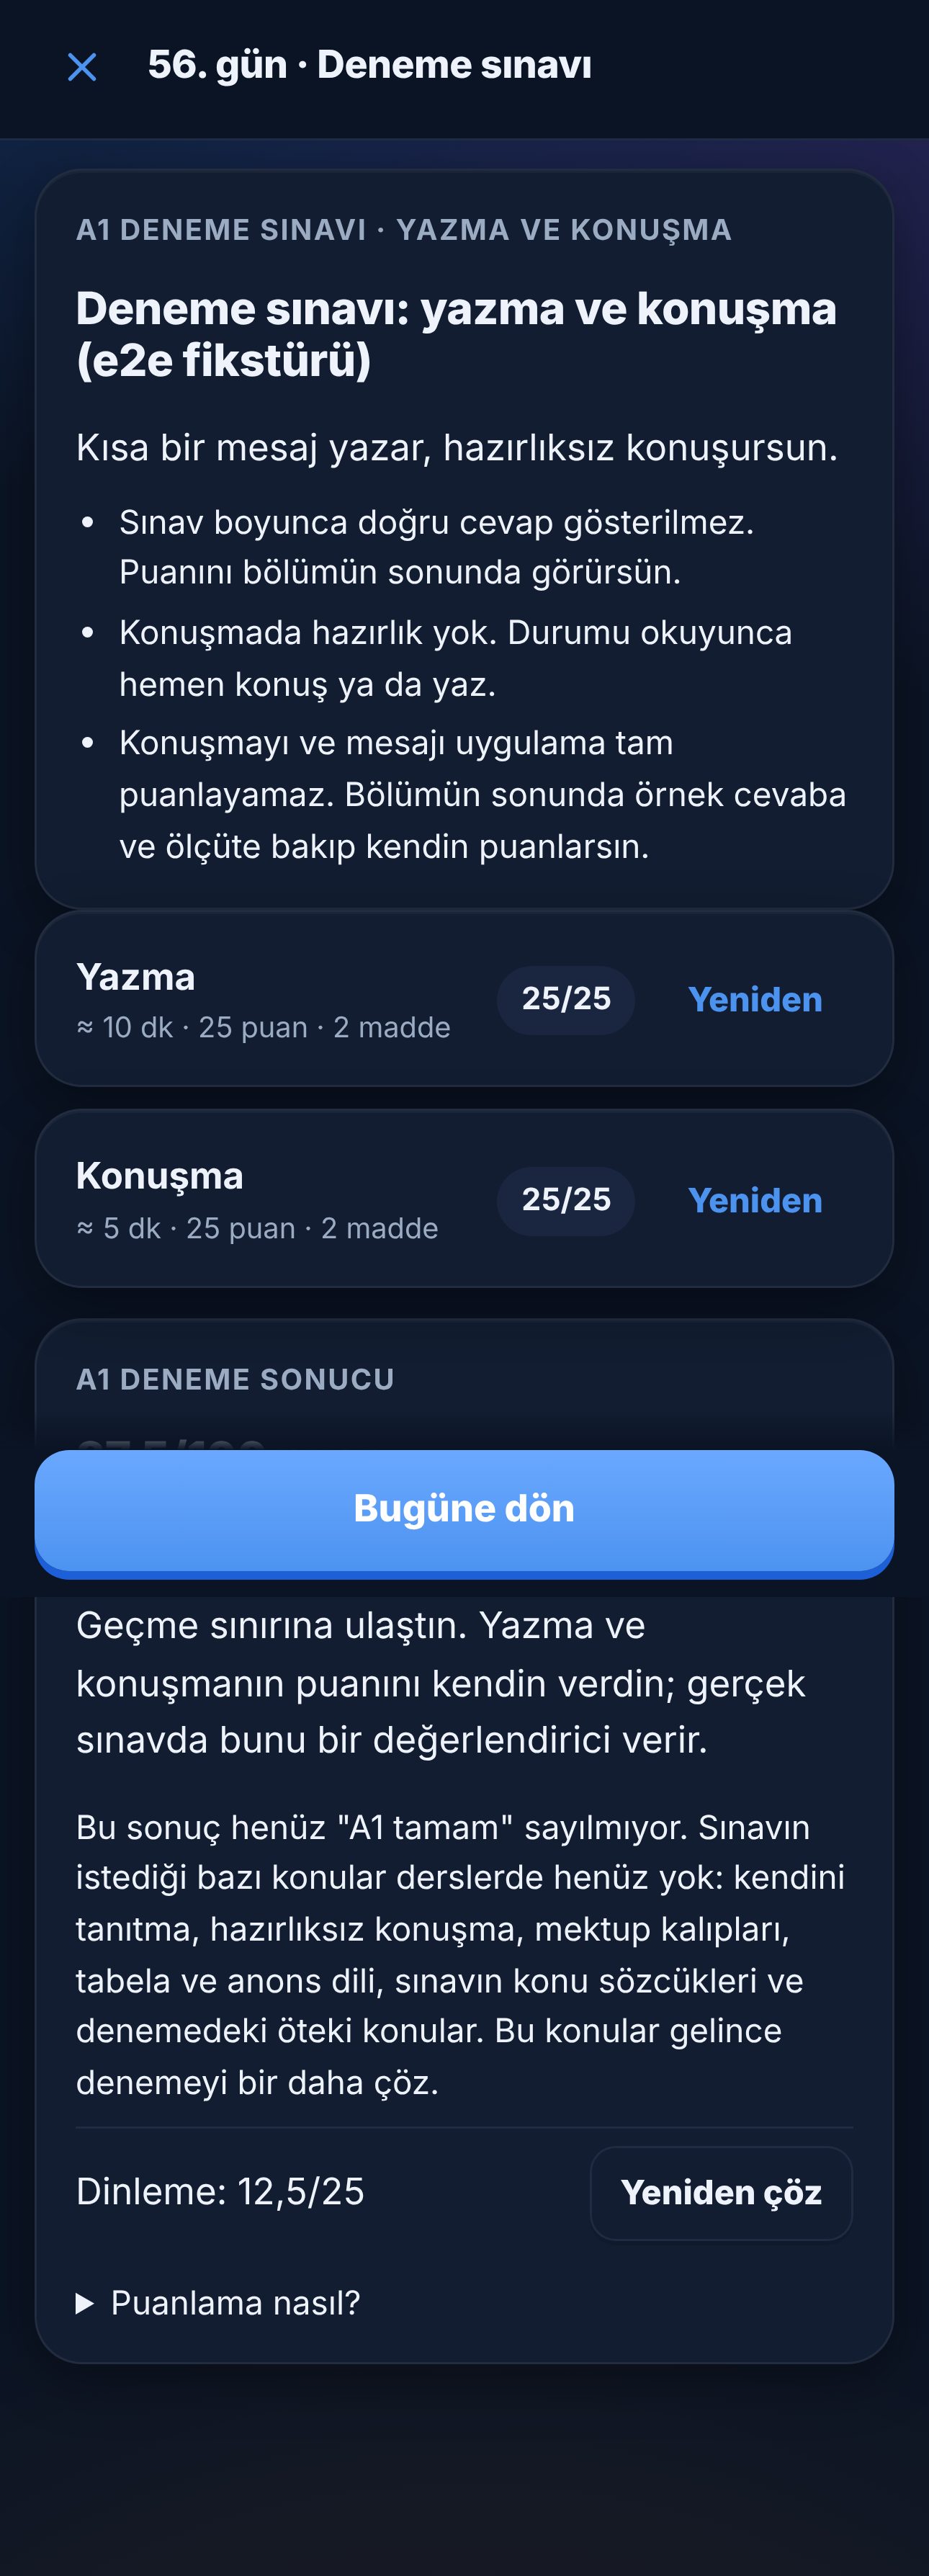 56. gün · Deneme sınavı
A1 DENEME SINAVI · YAZMA VE KONUŞMA
Deneme sınavı: yazma ve konuşma
(e2e fikstürü)
Kısa bir mesaj yazar, hazırlıksız konuşursun.
• Sınav boyunca doğru cevap gösterilmez.
Puanını bölümün sonunda görürsün.
• Konuşmada hazırlık yok. Durumu okuyunca
hemen konuş ya da yaz.
• Konuşmayı ve mesajı uygulama tam
puanlayamaz. Bölümün sonunda örnek cevaba
ve ölçüte bakıp kendin puanlarsın.
Yazma
≈ 10 dk · 25 puan · 2 madde
25/25
Yeniden
Konuşma
≈ 5 dk · 25 puan · 2 madde
25/25
Yeniden
A1 DENEME SONUCU
Bugüne dön
Geçme sınırına ulaştın. Yazma ve
konuşmanın puanını kendin verdin; gerçek
sınavda bunu bir değerlendirici verir.
Bu sonuç henüz "A1 tamam" sayılmıyor. Sınavın
istediği bazı konular derslerde henüz yok: kendini
tanıtma, hazırlıksız konuşma, mektup kalıpları,
tabela ve anons dili, sınavın konu sözcükleri ve
denemedeki öteki konular. Bu konular gelince
denemeyi bir daha çöz.
Dinleme: 12,5/25
Yeniden çöz
Puanlama nasıl?